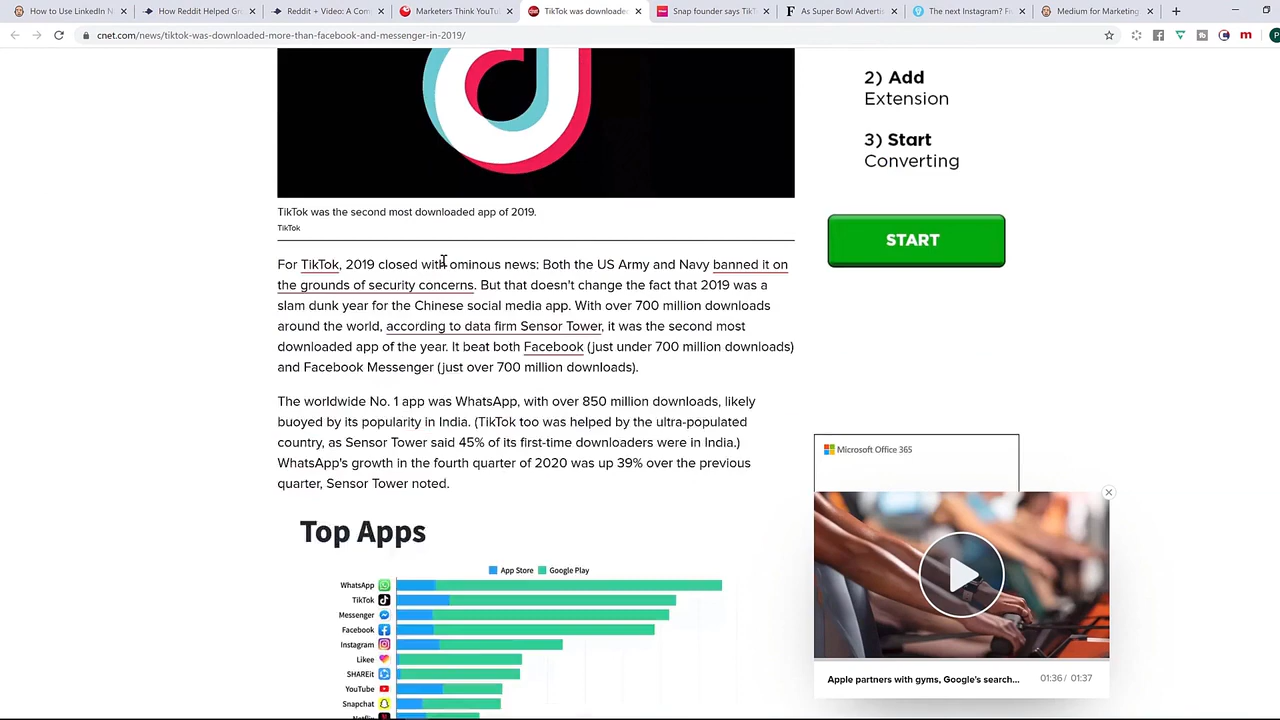 How to Use LinkedIn N
How Reddit Helped Gr
Reddit + Video: A Com
Marketers Think YouTu
TikTok was downloaded
Snap founder says TikT
As Super Bowl Advertis
The next Instagram? F
Medium for Marketing
cnet.com/news/tiktok-was-downloaded-more-than-facebook-and-messenger-in-2019/
2) Add
Extension
3) Start
Converting
START
TikTok was the second most downloaded app of 2019.
TikTok
For TikTok, 2019 closed with ominous news: Both the US Army and Navy banned it on
the grounds of security concerns. But that doesn't change the fact that 2019 was a
slam dunk year for the Chinese social media app. With over 700 million downloads
around the world, according to data firm Sensor Tower, it was the second most
downloaded app of the year. It beat both Facebook (just under 700 million downloads)
and Facebook Messenger (just over 700 million downloads).
The worldwide No. 1 app was WhatsApp, with over 850 million downloads, likely
buoyed by its popularity in India. (TikTok too was helped by the ultra-populated
country, as Sensor Tower said 45% of its first-time downloaders were in India.)
WhatsApp's growth in the fourth quarter of 2020 was up 39% over the previous
quarter, Sensor Tower noted.
Microsoft Office 365
Top Apps
App Store Google Play
WhatsApp
TikTok
Messenger
Facebook
Instagram
Likee
SHAREit
YouTube
Snapchat
Netflix
Apple partners with gyms, Google's search...
01:36 / 01:37